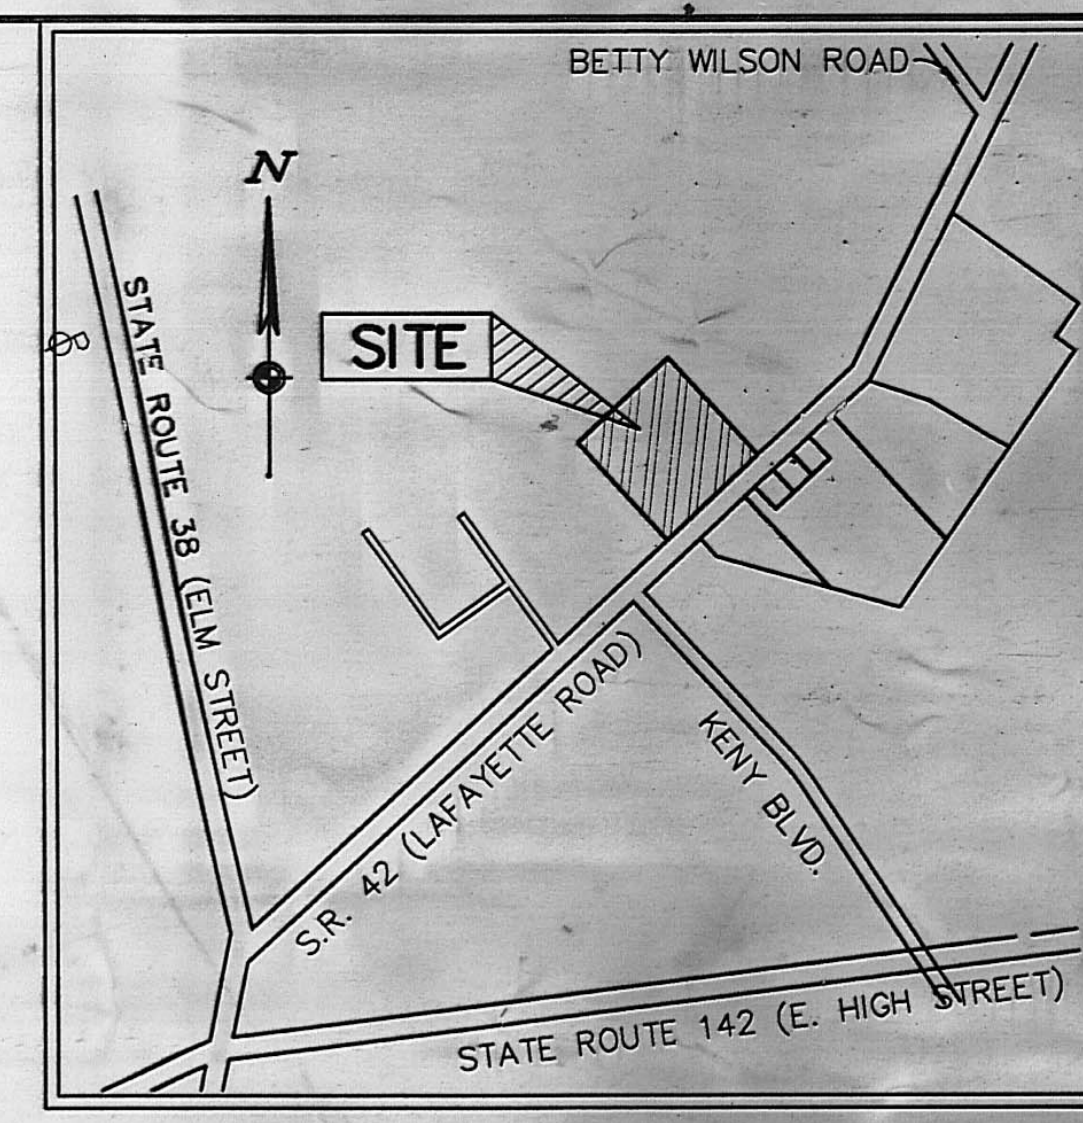 BETTY WILSON ROAD
N
SITE
STATE ROUTE 38 (ELM STREET)
S.R. 42 (LAFAYETTE ROAD)
KENY BLVD.
STATE ROUTE 142 (E. HIGH STREET)